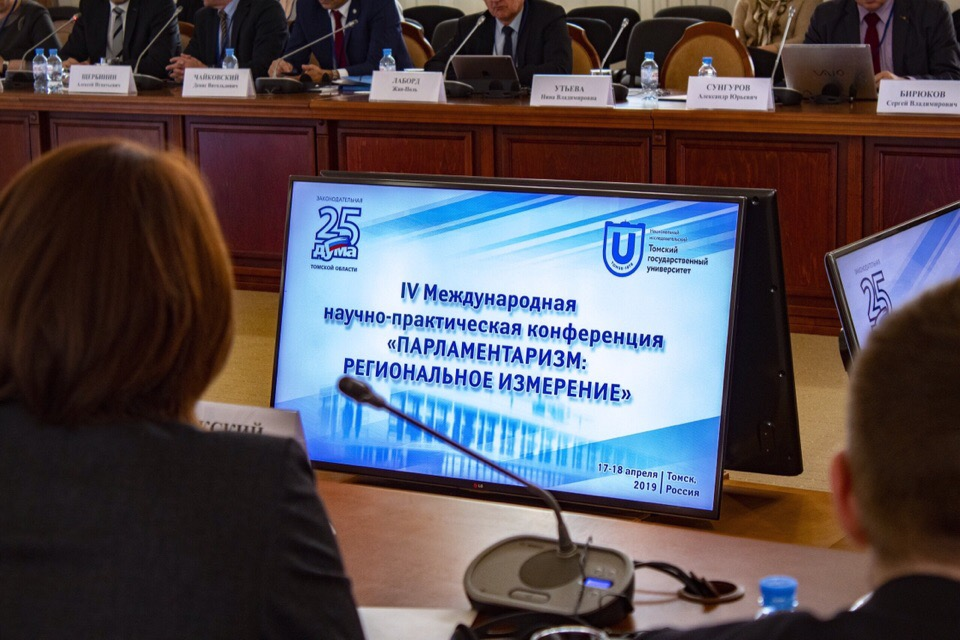 ЩЕРБИНИН
Алексей Игнатьевич
ЧАЙКОВСКИЙ
Денис Витольдович
ЛАБОРД
Жан-Поль
УТЬЕВА
Нина Владимировна
СУНГУРОВ
Александр Юрьевич
БИРЮКОВ
Сергей Владимирович
ЗАКОНОДАТЕЛЬНАЯ
25
дума
ТОМСКОЙ ОБЛАСТИ
U
Национальный
исследовательский
Томский
государственный
университет
IV Международная
научно-практическая конференция
«ПАРЛАМЕНТАРИЗМ:
РЕГИОНАЛЬНОЕ ИЗМЕРЕНИЕ»
17-18 апреля Томск,
2019 Россия
LG
25